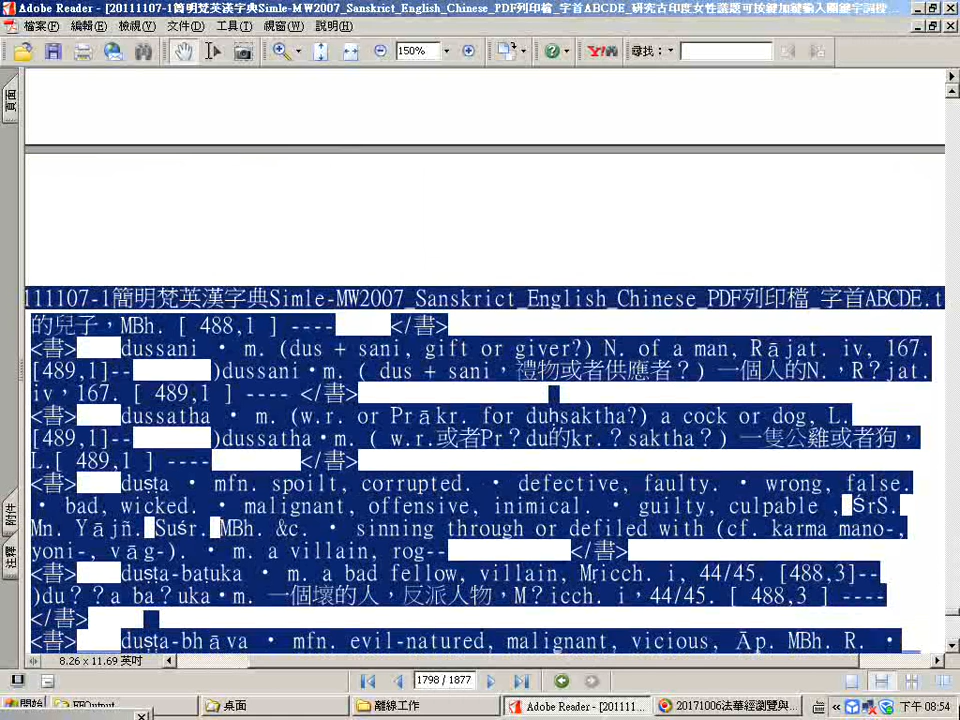 Adobe Reader - [20111107-1簡明梵英漢字典Simle-MW2007_Sanskrict_English_Chinese_PDF列印檔_字首ABCDE_研究古印度女性議題可按鍵加鍵輸入關鍵字詞搜
檔案(F) 編輯(E) 檢視(V) 文件(D) 工具(T) 視窗(W) 說明(H)
150% Y! 尋找:
頁面
111107-1簡明梵英漢字典Simle-MW2007_Sanskrict_English_Chinese_PDF列印檔_字首ABCDE.t
的兒子，MBh. [ 488,1 ] ---- </書>
<書> dussani • m. (dus + sani, gift or giver?) N. of a man, Rājat. iv, 167.
[489,1]-- )dussani•m. ( dus + sani，禮物或者供應者？) 一個人的N.，R？jat.
iv，167. [ 489,1 ] ---- </書>
<書> dussatha • m. (w.r. or Prākr. for duḥsaktha?) a cock or dog, L.
[489,1]-- )dussatha•m. ( w.r.或者Pr？du的kr.？saktha？) 一隻公雞或者狗，
L.[ 489,1 ] ---- </書>
<書> duṣṭa • mfn. spoilt, corrupted. • defective, faulty. • wrong, false.
• bad, wicked. • malignant, offensive, inimical. • guilty, culpable , ŚrS.
Mn. Yājñ. Suśr. MBh. &c. • sinning through or defiled with (cf. karma mano-,
yoni-, vāg-). • m. a villain, rog-- </書>
<書> duṣṭa-baṭuka • m. a bad fellow, villain, Mṛicch. i, 44/45. [488,3]--
)du？？a ba？uka•m. 一個壞的人，反派人物，M？icch. i，44/45. [ 488,3 ] ----
</書>
<書> duṣṭa-bhāva • mfn. evil-natured, malignant, vicious, Āp. MBh. R. •
附件
注釋
8.26 x 11.69 英吋
1798 / 1877
開始 桌面 離線工作 Adobe Reader - [201111... 20171006法華經瀏覽與... 下午 08:54